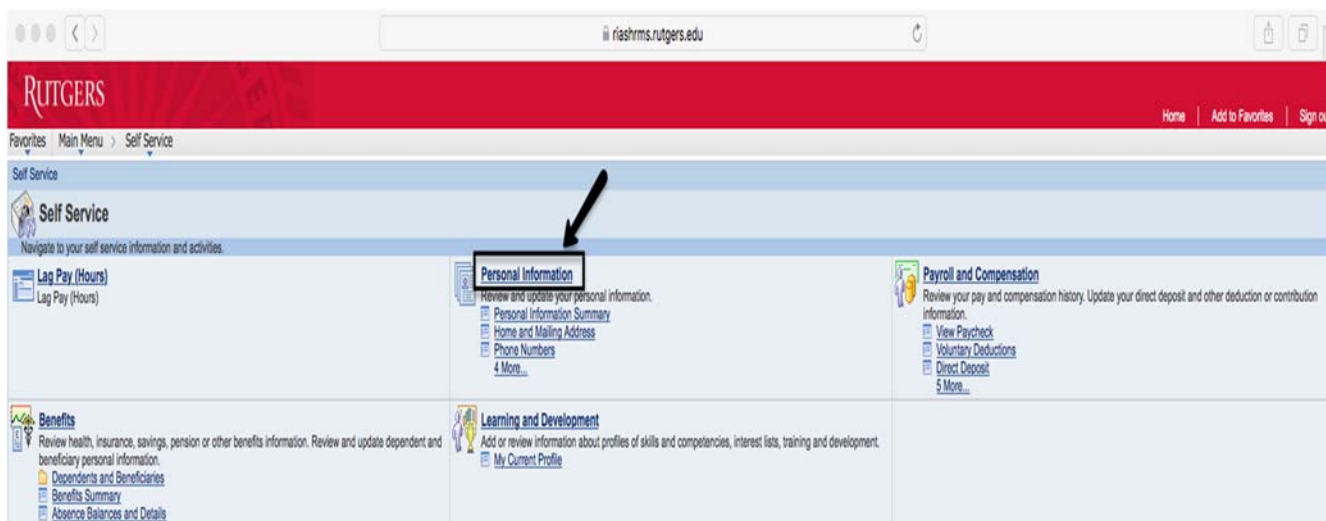 riashrms.rutgers.edu
RUTGERS
Home | Add to Favorites | Sign ou
Favorites | Main Menu > Self Service
Self Service
Self Service
Navigate to your self service information and activities.
Lag Pay (Hours)
Lag Pay (Hours)
Personal Information
Review and update your personal information.
Personal Information Summary
Home and Mailing Address
Phone Numbers
4 More...
Payroll and Compensation
Review your pay and compensation history. Update your direct deposit and other deduction or contribution
information.
View Paycheck
Voluntary Deductions
Direct Deposit
5 More...
Benefits
Review health, insurance, savings, pension or other benefits information. Review and update dependent and
beneficiary personal information.
Dependents and Beneficiaries
Benefits Summary
Absence Balances and Details
Learning and Development
Add or review information about profiles of skills and competencies, interest lists, training and development.
My Current Profile